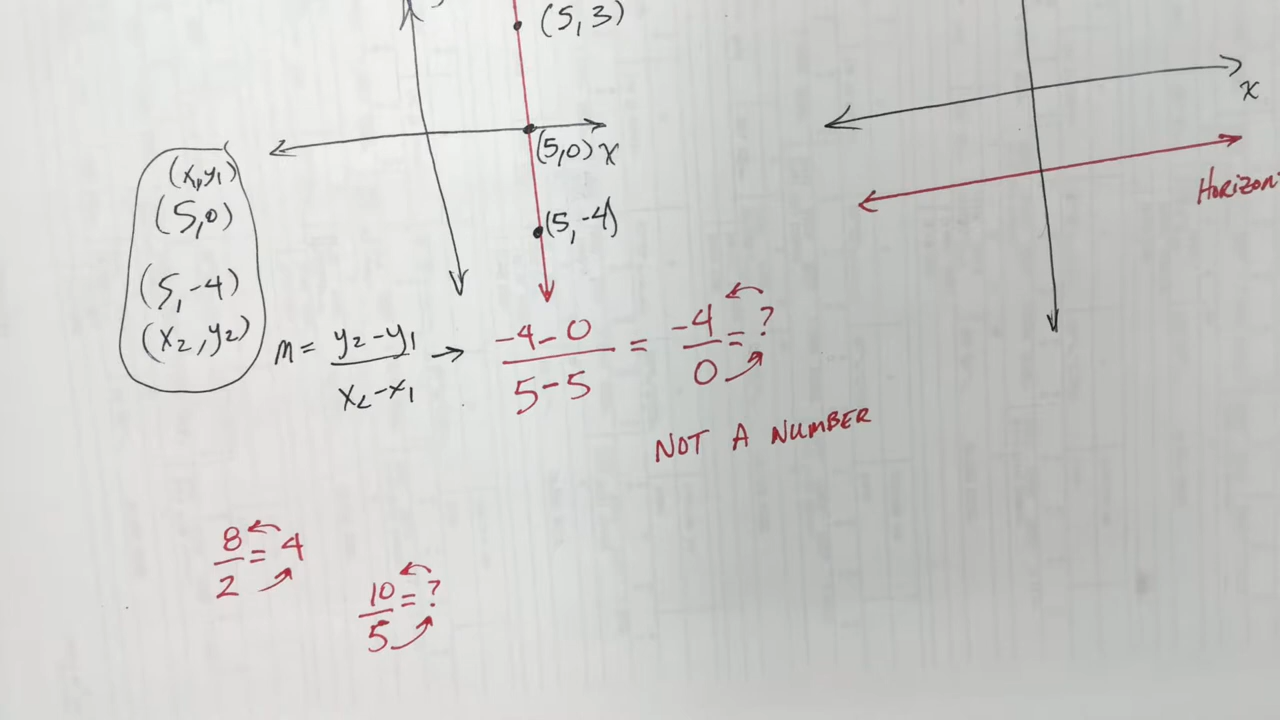 (5, 3)
x
(5,0) x
(x₁,y₁)
(5,0)
(5,-4)
(5,-4)
(x₂,y₂)
m = y₂-y₁ / x₂-x₁ → -4-0 / 5-5 = -4 / 0 = ?
NOT A NUMBER
Horizon
8 / 2 = 4
10 / 5 = ?